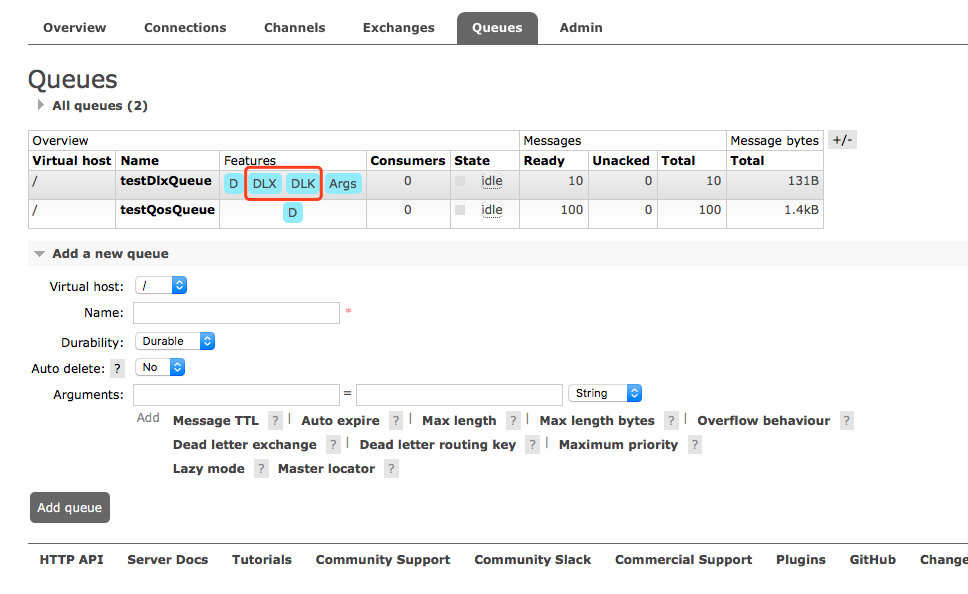 Overview Connections Channels Exchanges Queues Admin
Queues
All queues (2)
Overview Messages Message bytes +/-
Virtual host Name Features Consumers State Ready Unacked Total Total
/ testDlxQueue D DLX DLK Args 0 idle 10 0 10 131B
/ testQosQueue D 0 idle 100 0 100 1.4kB
Add a new queue
Virtual host: /
Name: *
Durability: Durable
Auto delete: ? No
Arguments: = String
Add Message TTL ? | Auto expire ? | Max length ? | Max length bytes ? | Overflow behaviour ?
Dead letter exchange ? | Dead letter routing key ? | Maximum priority ?
Lazy mode ? Master locator ?
Add queue
HTTP API Server Docs Tutorials Community Support Community Slack Commercial Support Plugins GitHub Change